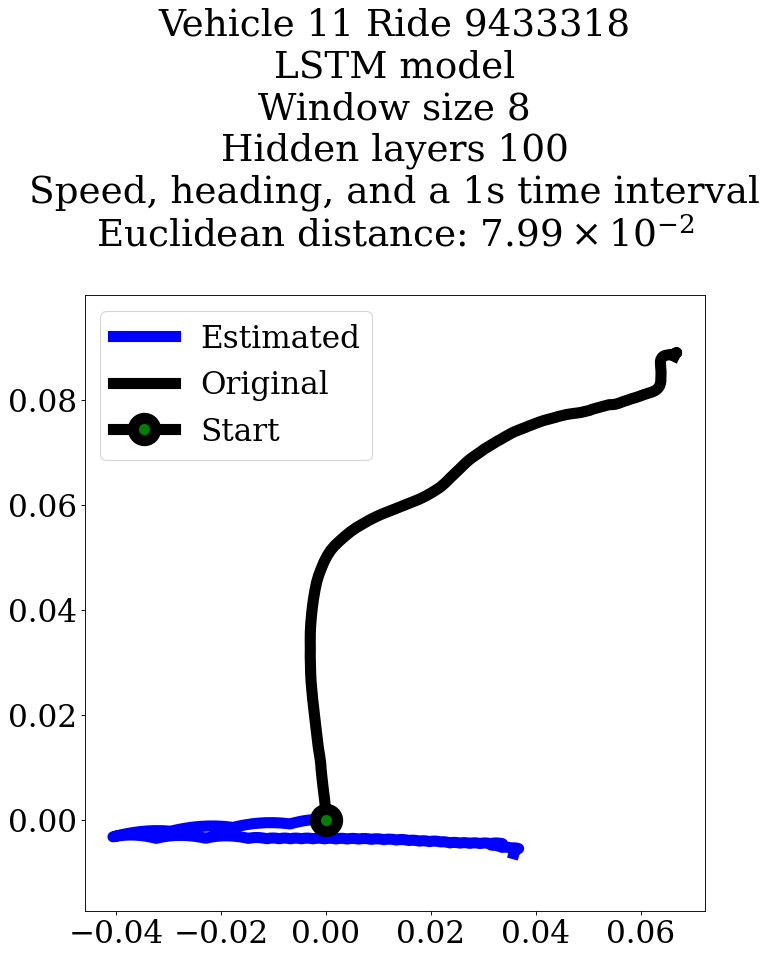 Vehicle 11 Ride 9433318
LSTM model
Window size 8
Hidden layers 100
Speed, heading, and a 1s time interval
Euclidean distance: 7.99 × 10⁻²
Estimated
Original
Start
0.08
0.06
0.04
0.02
0.00
−0.04 −0.02 0.00 0.02 0.04 0.06